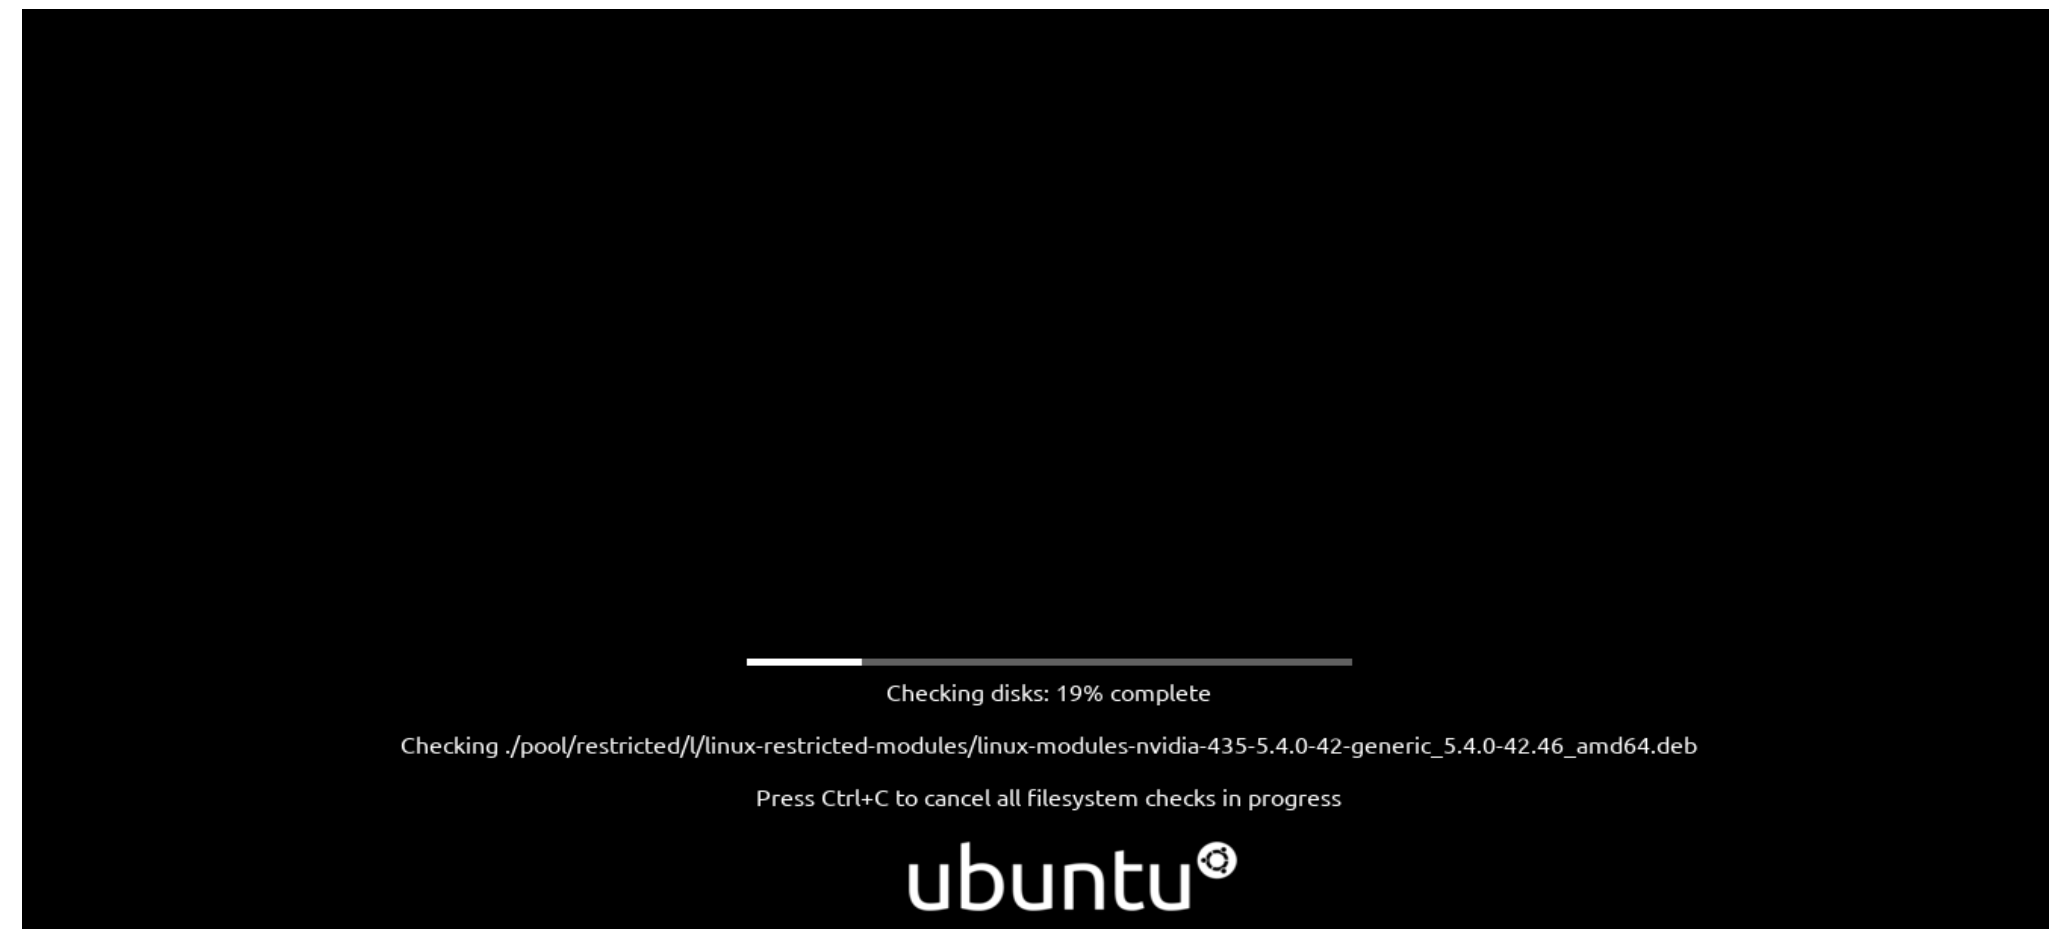 Checking disks: 19% complete
Checking ./pool/restricted/l/linux-restricted-modules/linux-modules-nvidia-435-5.4.0-42-generic_5.4.0-42.46_amd64.deb
Press Ctrl+C to cancel all filesystem checks in progress
ubuntu